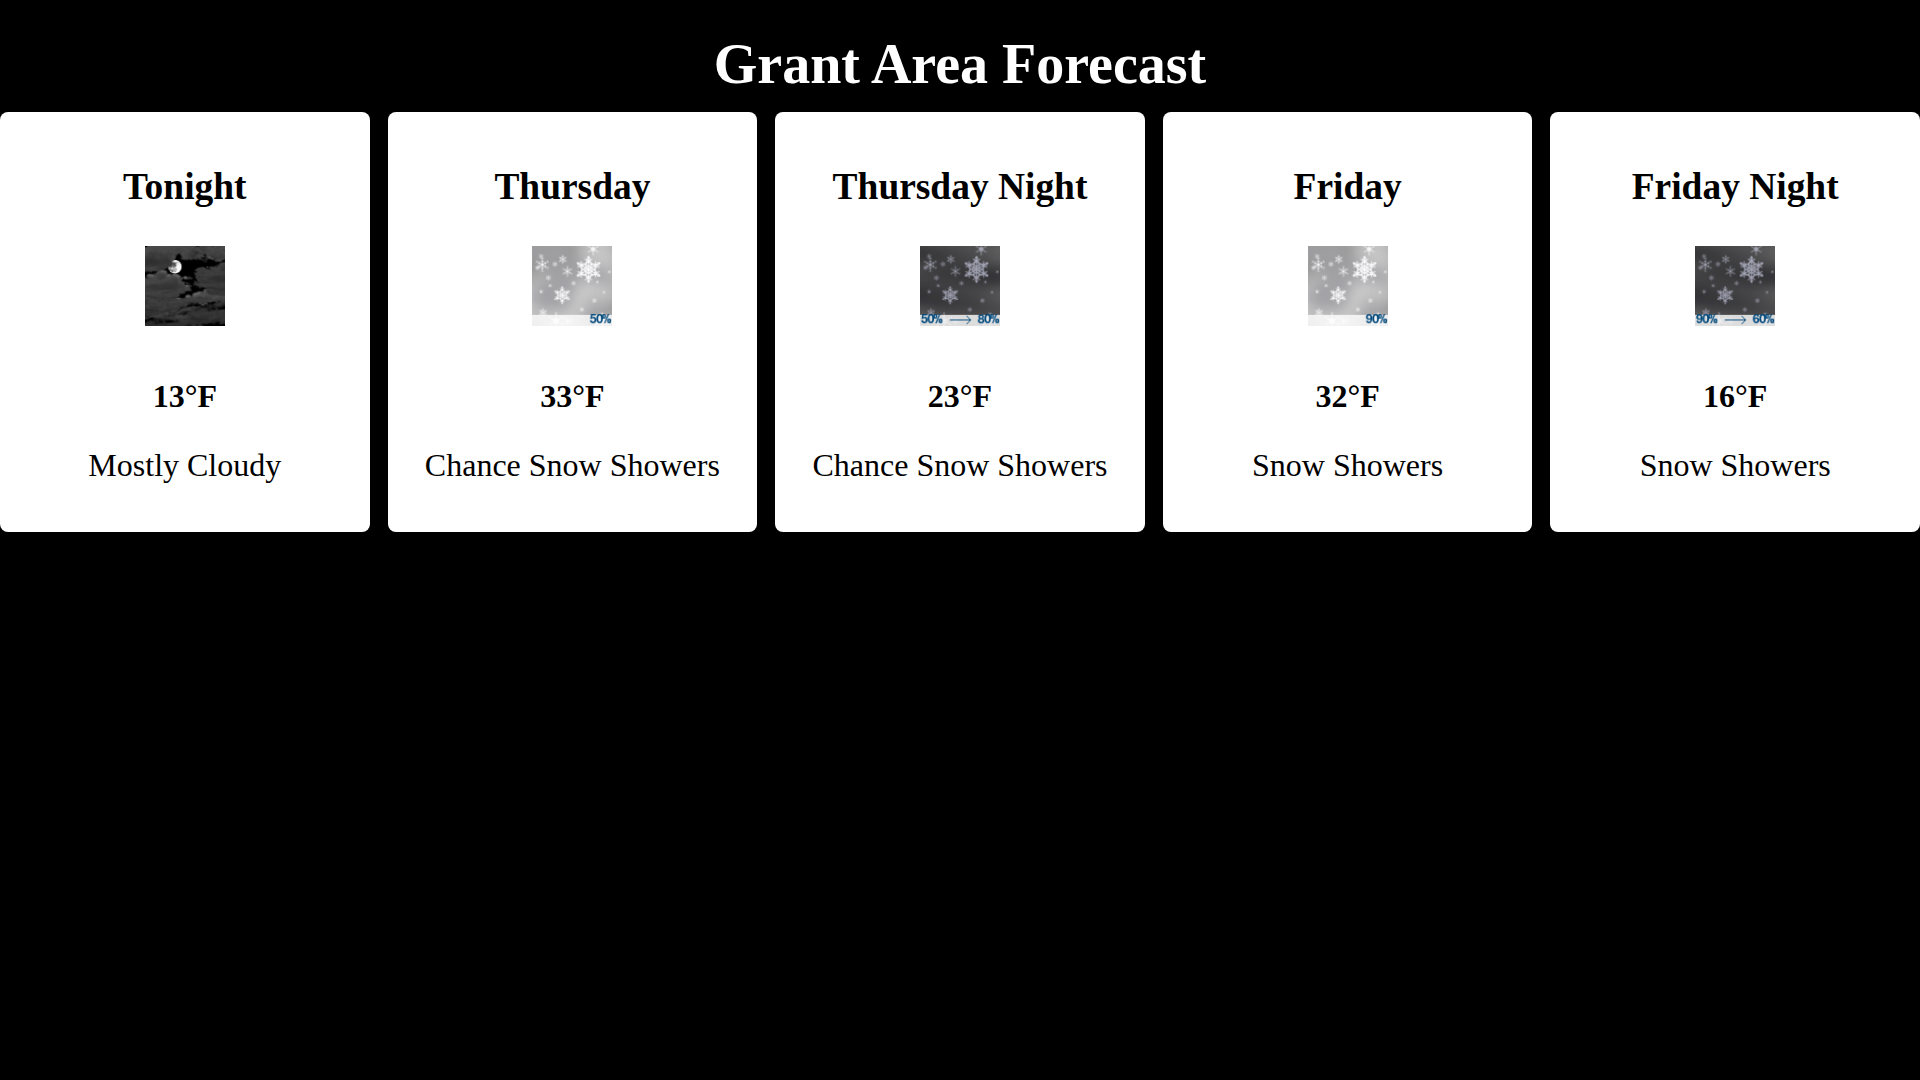 Grant Area Forecast
Tonight
13°F
Mostly Cloudy
Thursday
50%
33°F
Chance Snow Showers
Thursday Night
50% → 80%
23°F
Chance Snow Showers
Friday
90%
32°F
Snow Showers
Friday Night
90% → 60%
16°F
Snow Showers